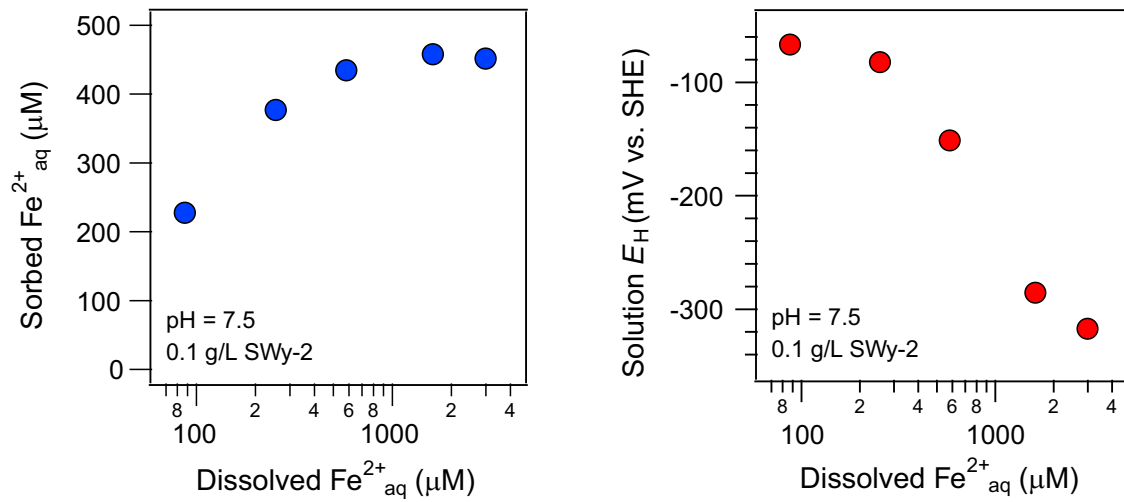 500
400
300
200
100
0
Sorbed Fe²⁺aq (μM)
pH = 7.5
0.1 g/L SWy-2
8 2 4 6 8 2 4
100 1000
Dissolved Fe²⁺aq (μM)
-100
-200
-300
Solution EH (mV vs. SHE)
pH = 7.5
0.1 g/L SWy-2
8 2 4 6 8 2 4
100 1000
Dissolved Fe²⁺aq (μM)